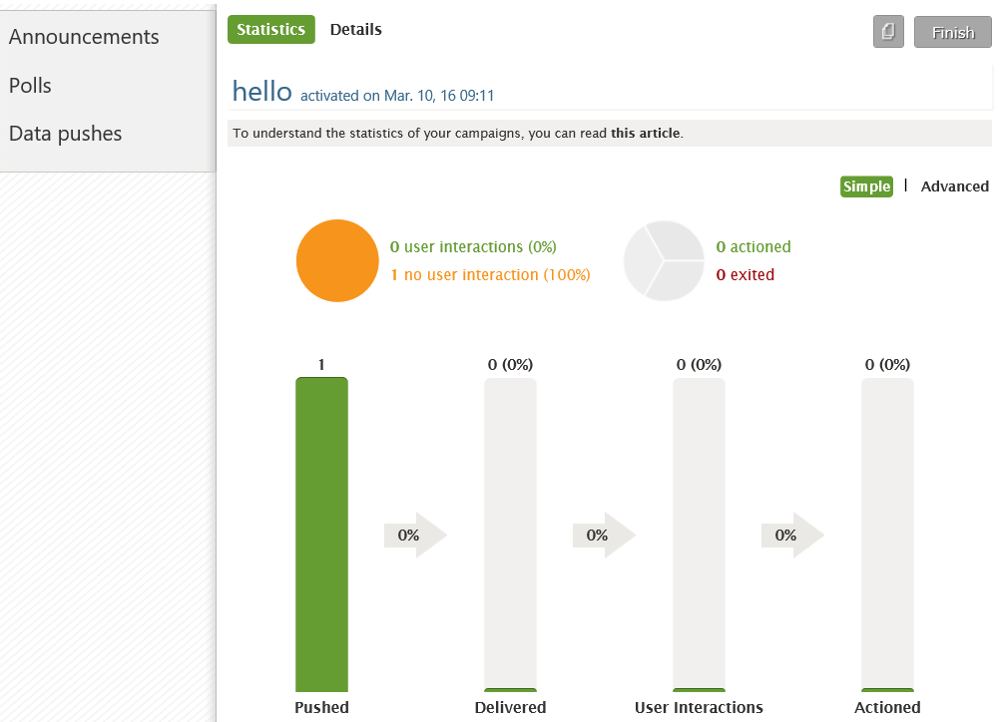 Announcements
Polls
Data pushes
Statistics Details
Finish
hello activated on Mar. 10, 16 09:11
To understand the statistics of your campaigns, you can read this article.
Simple | Advanced
0 user interactions (0%)
1 no user interaction (100%)
0 actioned
0 exited
1 0 (0%) 0 (0%) 0 (0%)
0% 0% 0%
Pushed Delivered User Interactions Actioned